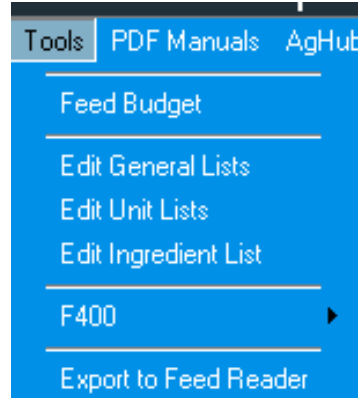 Tools PDF Manuals AgHub
Feed Budget
Edit General Lists
Edit Unit Lists
Edit Ingredient List
F400
Export to Feed Reader